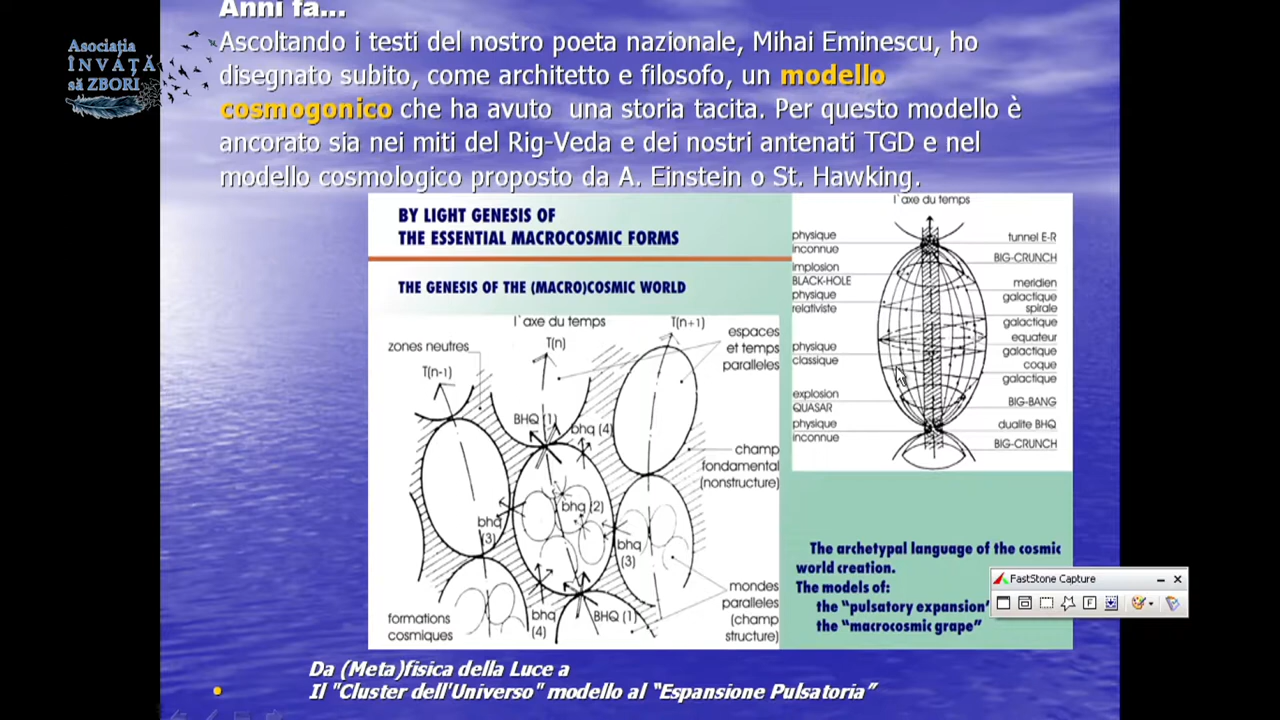 Asociația
ÎNVAȚĂ
să ZBORI
Anni fa...
Ascoltando i testi del nostro poeta nazionale, Mihai Eminescu, ho
disegnato subito, come architetto e filosofo, un modello
cosmogonico che ha avuto una storia tacita. Per questo modello è
ancorato sia nei miti del Rig-Veda e dei nostri antenati TGD e nel
modello cosmologico proposto da A. Einstein o St. Hawking.
BY LIGHT GENESIS OF
THE ESSENTIAL MACROCOSMIC FORMS
THE GENESIS OF THE (MACRO)COSMIC WORLD
l`axe du temps
T(n+1)
zones neutres
T(n)
espaces
et temps
paralleles
T(n-1)
BHQ (1)
bhq (4)
champ
fondamental
(nonstructure)
bhq (2)
bhq
(3)
bhq
(3)
mondes
paralleles
(champ
structure)
formations
cosmiques
bhq
(4)
BHQ (1)
l`axe du temps
physique
inconnue
implosion
BLACK-HOLE
physique
relativiste
physique
classique
explosion
QUASAR
physique
inconnue
tunnel E-R
BIG-CRUNCH
meridien
galactique
spirale
galactique
equateur
galactique
coque
galactique
BIG-BANG
dualite BHQ
BIG-CRUNCH
The archetypal language of the cosmic
world creation.
The models of:
the “pulsatory expansion”
the “macrocosmic grape”
FastStone Capture
Da (Meta)fisica della Luce a
Il "Cluster dell'Universo" modello al “Espansione Pulsatoria”